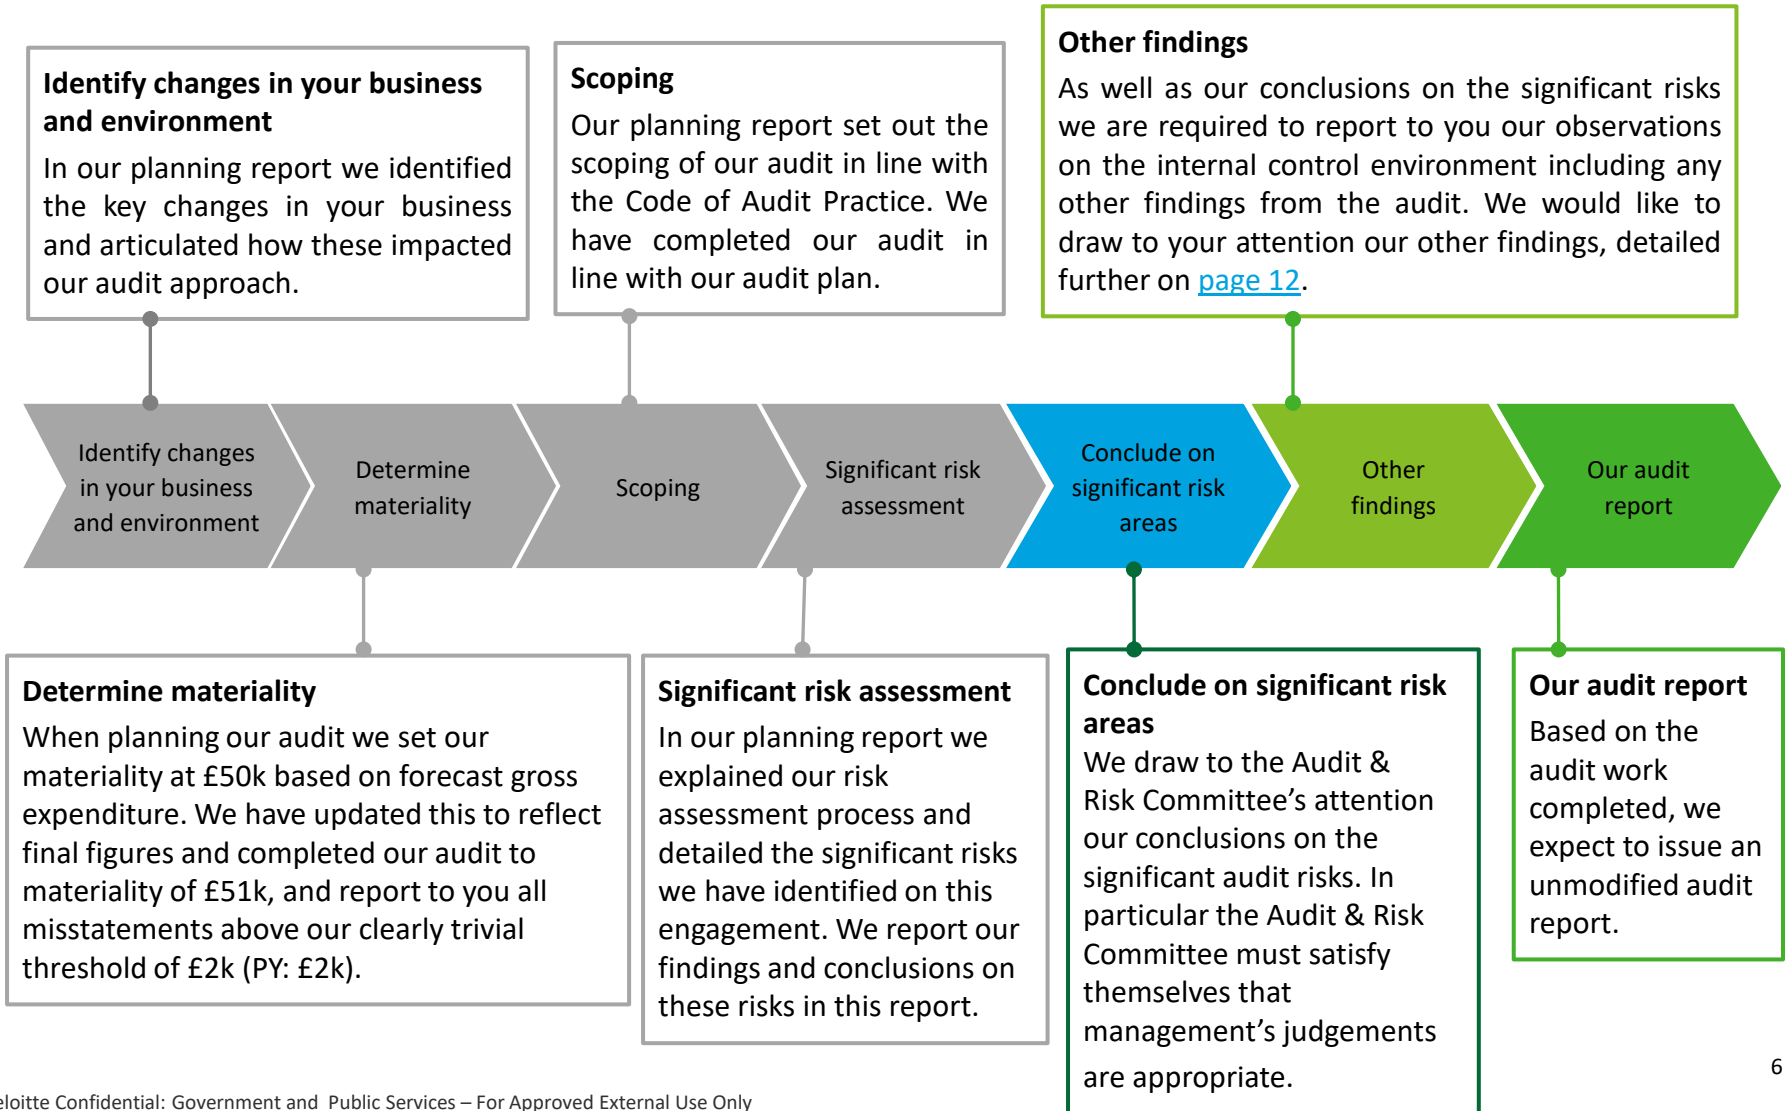 Identify changes in your business
and environment
In our planning report we identified
the key changes in your business
and articulated how these impacted
our audit approach.
Scoping
Our planning report set out the
scoping of our audit in line with
the Code of Audit Practice. We
have completed our audit in
line with our audit plan.
Other findings
As well as our conclusions on the significant risks
we are required to report to you our observations
on the internal control environment including any
other findings from the audit. We would like to
draw to your attention our other findings, detailed
further on page 12.
Identify changes
in your business
and environment
Determine
materiality
Scoping
Significant risk
assessment
Conclude on
significant risk
areas
Other
findings
Our audit
report
Determine materiality
When planning our audit we set our
materiality at £50k based on forecast gross
expenditure. We have updated this to reflect
final figures and completed our audit to
materiality of £51k, and report to you all
misstatements above our clearly trivial
threshold of £2k (PY: £2k).
Significant risk assessment
In our planning report we
explained our risk
assessment process and
detailed the significant risks
we have identified on this
engagement. We report our
findings and conclusions on
these risks in this report.
Conclude on significant risk
areas
We draw to the Audit &
Risk Committee’s attention
our conclusions on the
significant audit risks. In
particular the Audit & Risk
Committee must satisfy
themselves that
management’s judgements
are appropriate.
Our audit report
Based on the
audit work
completed, we
expect to issue an
unmodified audit
report.
6
eloitte Confidential: Government and Public Services – For Approved External Use Only